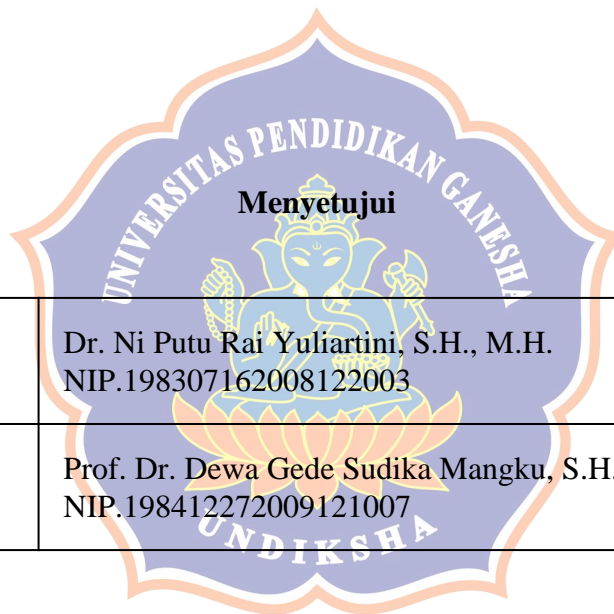 UNIVERSITAS PENDIDIKAN GANESHA
Menyetujui
Dr. Ni Putu Rai Yuliartini, S.H., M.H.
NIP.198307162008122003
Prof. Dr. Dewa Gede Sudika Mangku, S.H.
NIP.198412272009121007
UNDIKSHA